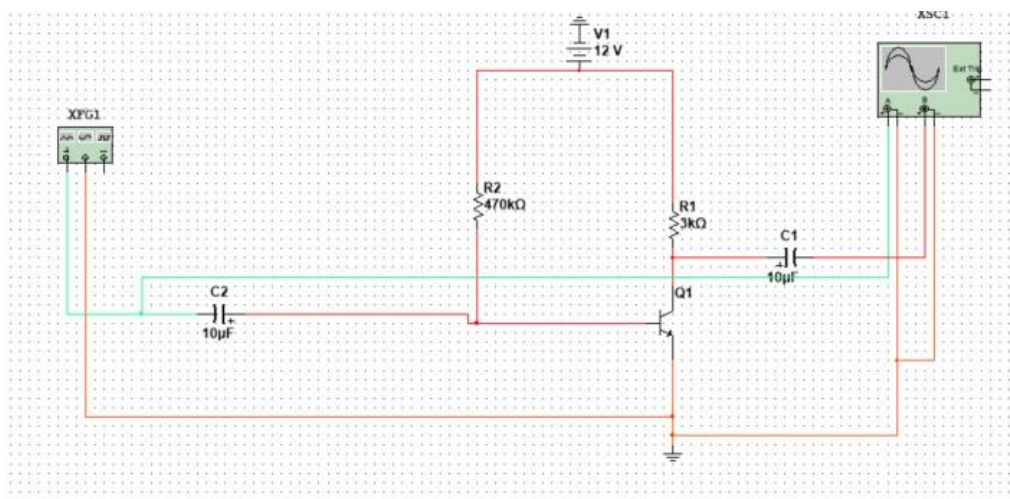 XSC1
V1
12 V
Ext Trig
A
B
XFG1
R2
470kΩ
R1
3kΩ
C1
10µF
Q1
C2
10µF